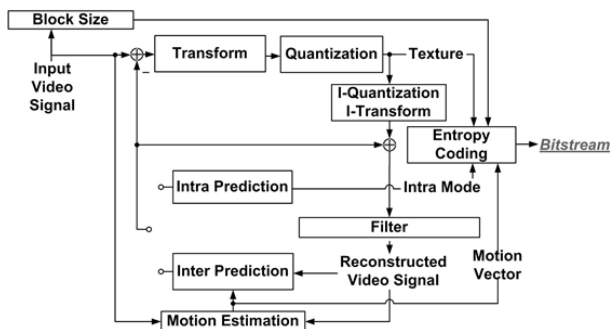 Block Size
Transform
Quantization
Texture
Input
Video
Signal
I-Quantization
I-Transform
Entropy
Coding
Bitstream
Intra Prediction
Intra Mode
Filter
Inter Prediction
Reconstructed
Video Signal
Motion
Vector
Motion Estimation